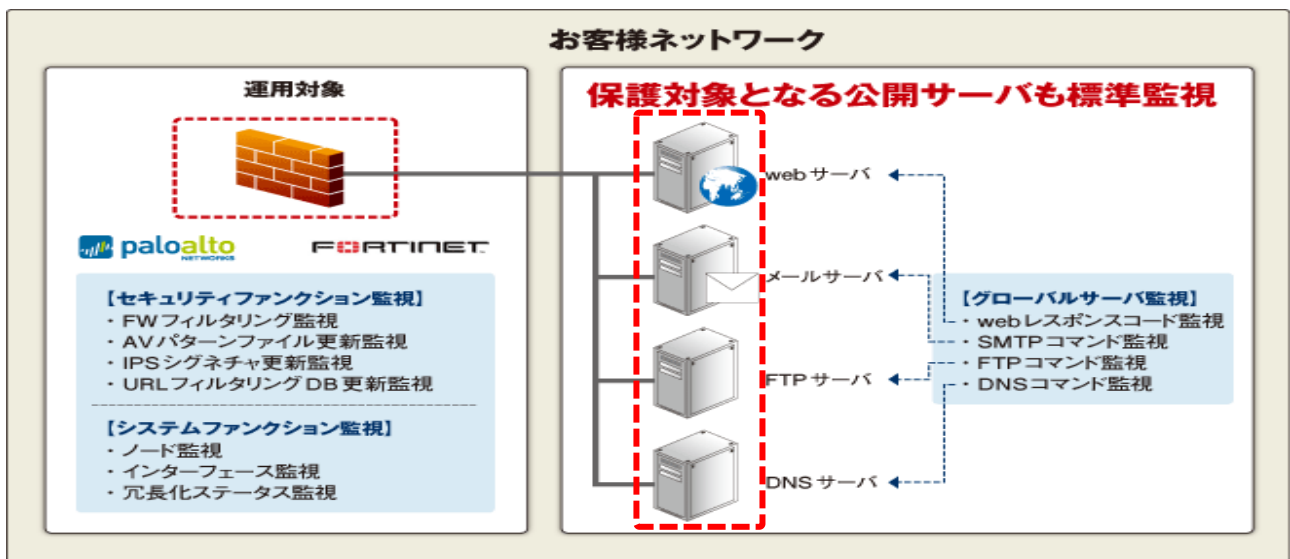 お客様ネットワーク
運用対象
paloalto
NETWORKS
FORTINET
【セキュリティファンクション監視】
・FWフィルタリング監視
・AVパターンファイル更新監視
・IPSシグネチャ更新監視
・URLフィルタリングDB更新監視
【システムファンクション監視】
・ノード監視
・インターフェース監視
・冗長化ステータス監視
保護対象となる公開サーバも標準監視
webサーバ
メールサーバ
FTPサーバ
DNSサーバ
【グローバルサーバ監視】
・webレスポンスコード監視
・SMTPコマンド監視
・FTPコマンド監視
・DNSコマンド監視